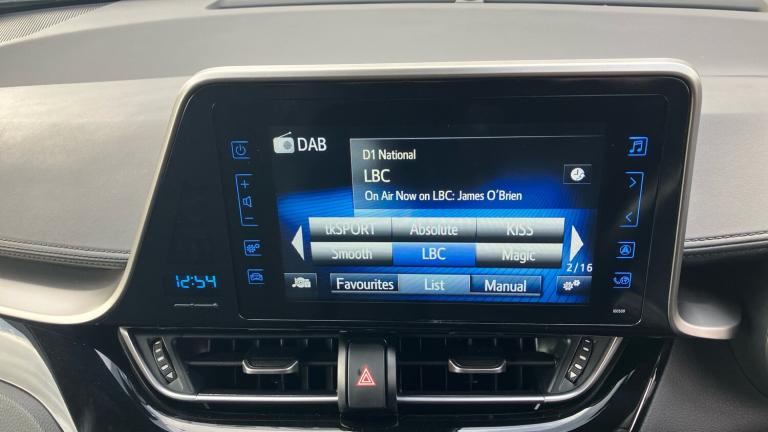 DAB
D1 National
LBC
On Air Now on LBC: James O'Brien
tkSPORT Absolute KISS
Smooth LBC Magic
2/16
Favourites List Manual
12:54